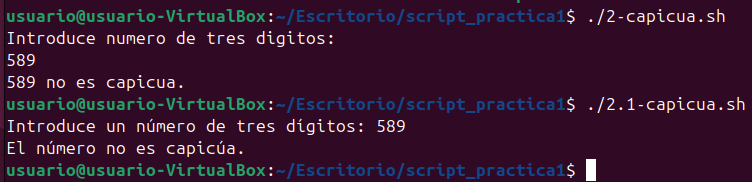 usuario@usuario-VirtualBox:~/Escritorio/script_practica1$ ./2-capicua.sh
Introduce numero de tres digitos:
589
589 no es capicua.
usuario@usuario-VirtualBox:~/Escritorio/script_practica1$ ./2.1-capicua.sh
Introduce un número de tres dígitos: 589
El número no es capicúa.
usuario@usuario-VirtualBox:~/Escritorio/script_practica1$